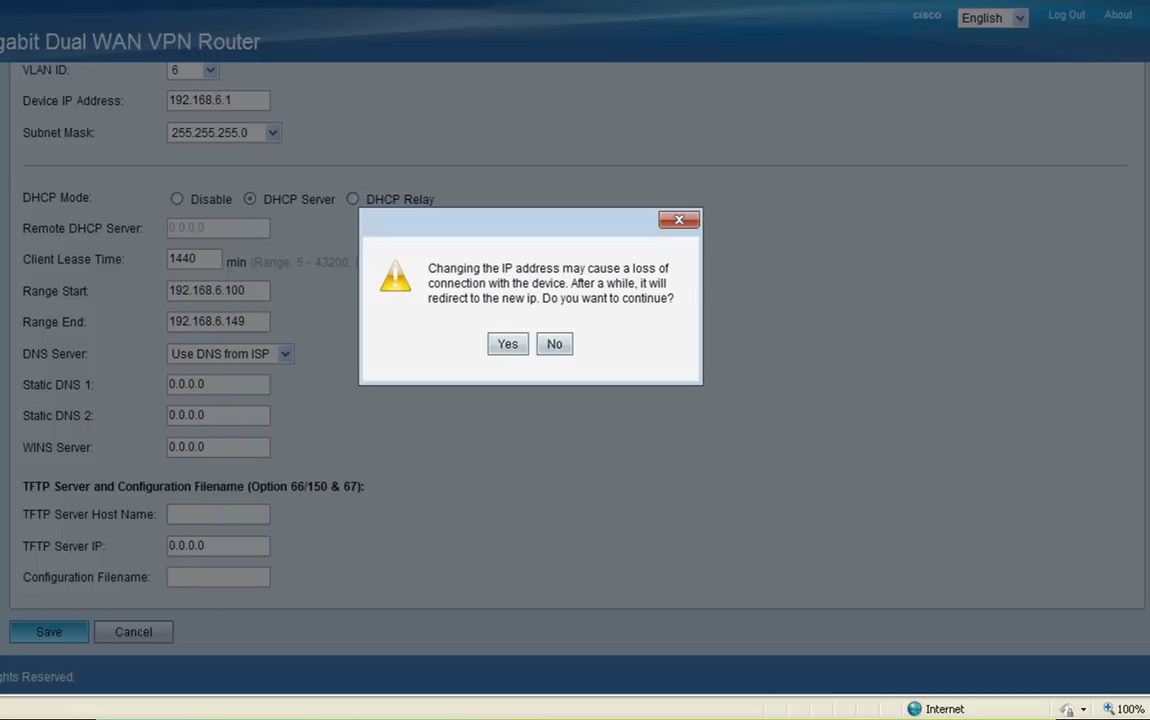 cisco English Log Out About
gabit Dual WAN VPN Router
VLAN ID: 6
Device IP Address: 192.168.6.1
Subnet Mask: 255.255.255.0
DHCP Mode: Disable DHCP Server DHCP Relay
Remote DHCP Server: 0.0.0.0
Client Lease Time: 1440 min (Range: 5 - 43200,
Range Start: 192.168.6.100
Range End: 192.168.6.149
DNS Server: Use DNS from ISP
Static DNS 1: 0.0.0.0
Static DNS 2: 0.0.0.0
WINS Server: 0.0.0.0
TFTP Server and Configuration Filename (Option 66/150 & 67):
TFTP Server Host Name:
TFTP Server IP: 0.0.0.0
Configuration Filename:
Save Cancel
Changing the IP address may cause a loss of
connection with the device. After a while, it will
redirect to the new ip. Do you want to continue?
Yes No
ghts Reserved.
Internet 100%